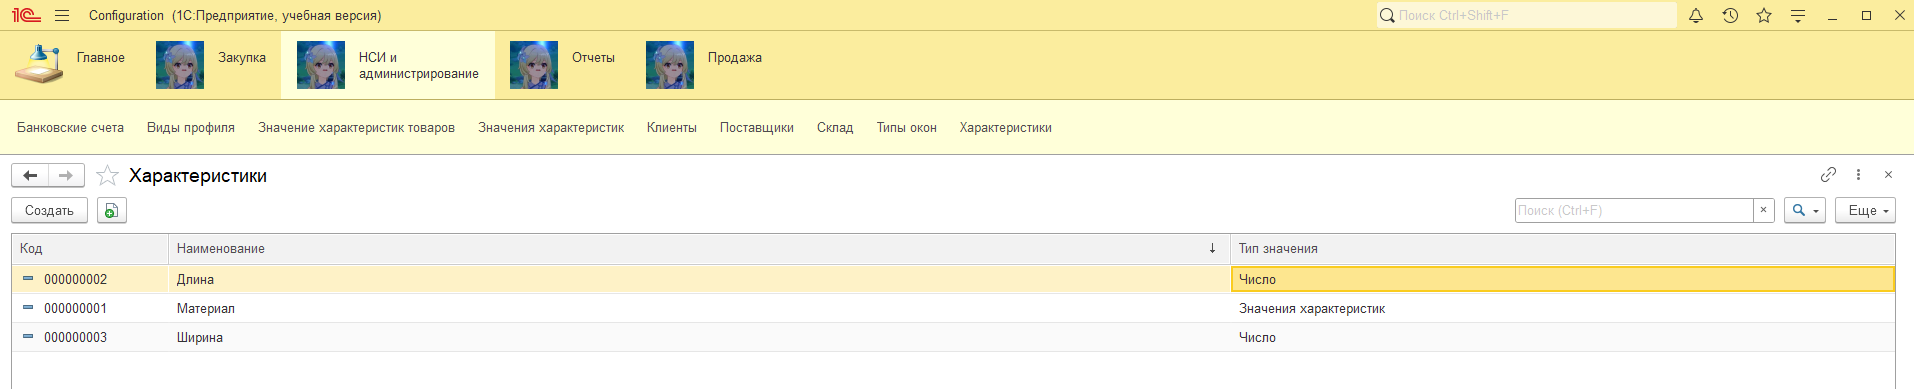 1С Configuration (1С:Предприятие, учебная версия) Поиск Ctrl+Shift+F
Главное Закупка НСИ и администрирование Отчеты Продажа
Банковские счета Виды профиля Значение характеристик товаров Значения характеристик Клиенты Поставщики Склад Типы окон Характеристики
Характеристики
Создать Поиск (Ctrl+F) × Еще
Код Наименование ↓ Тип значения
000000002 Длина Число
000000001 Материал Значения характеристик
000000003 Ширина Число